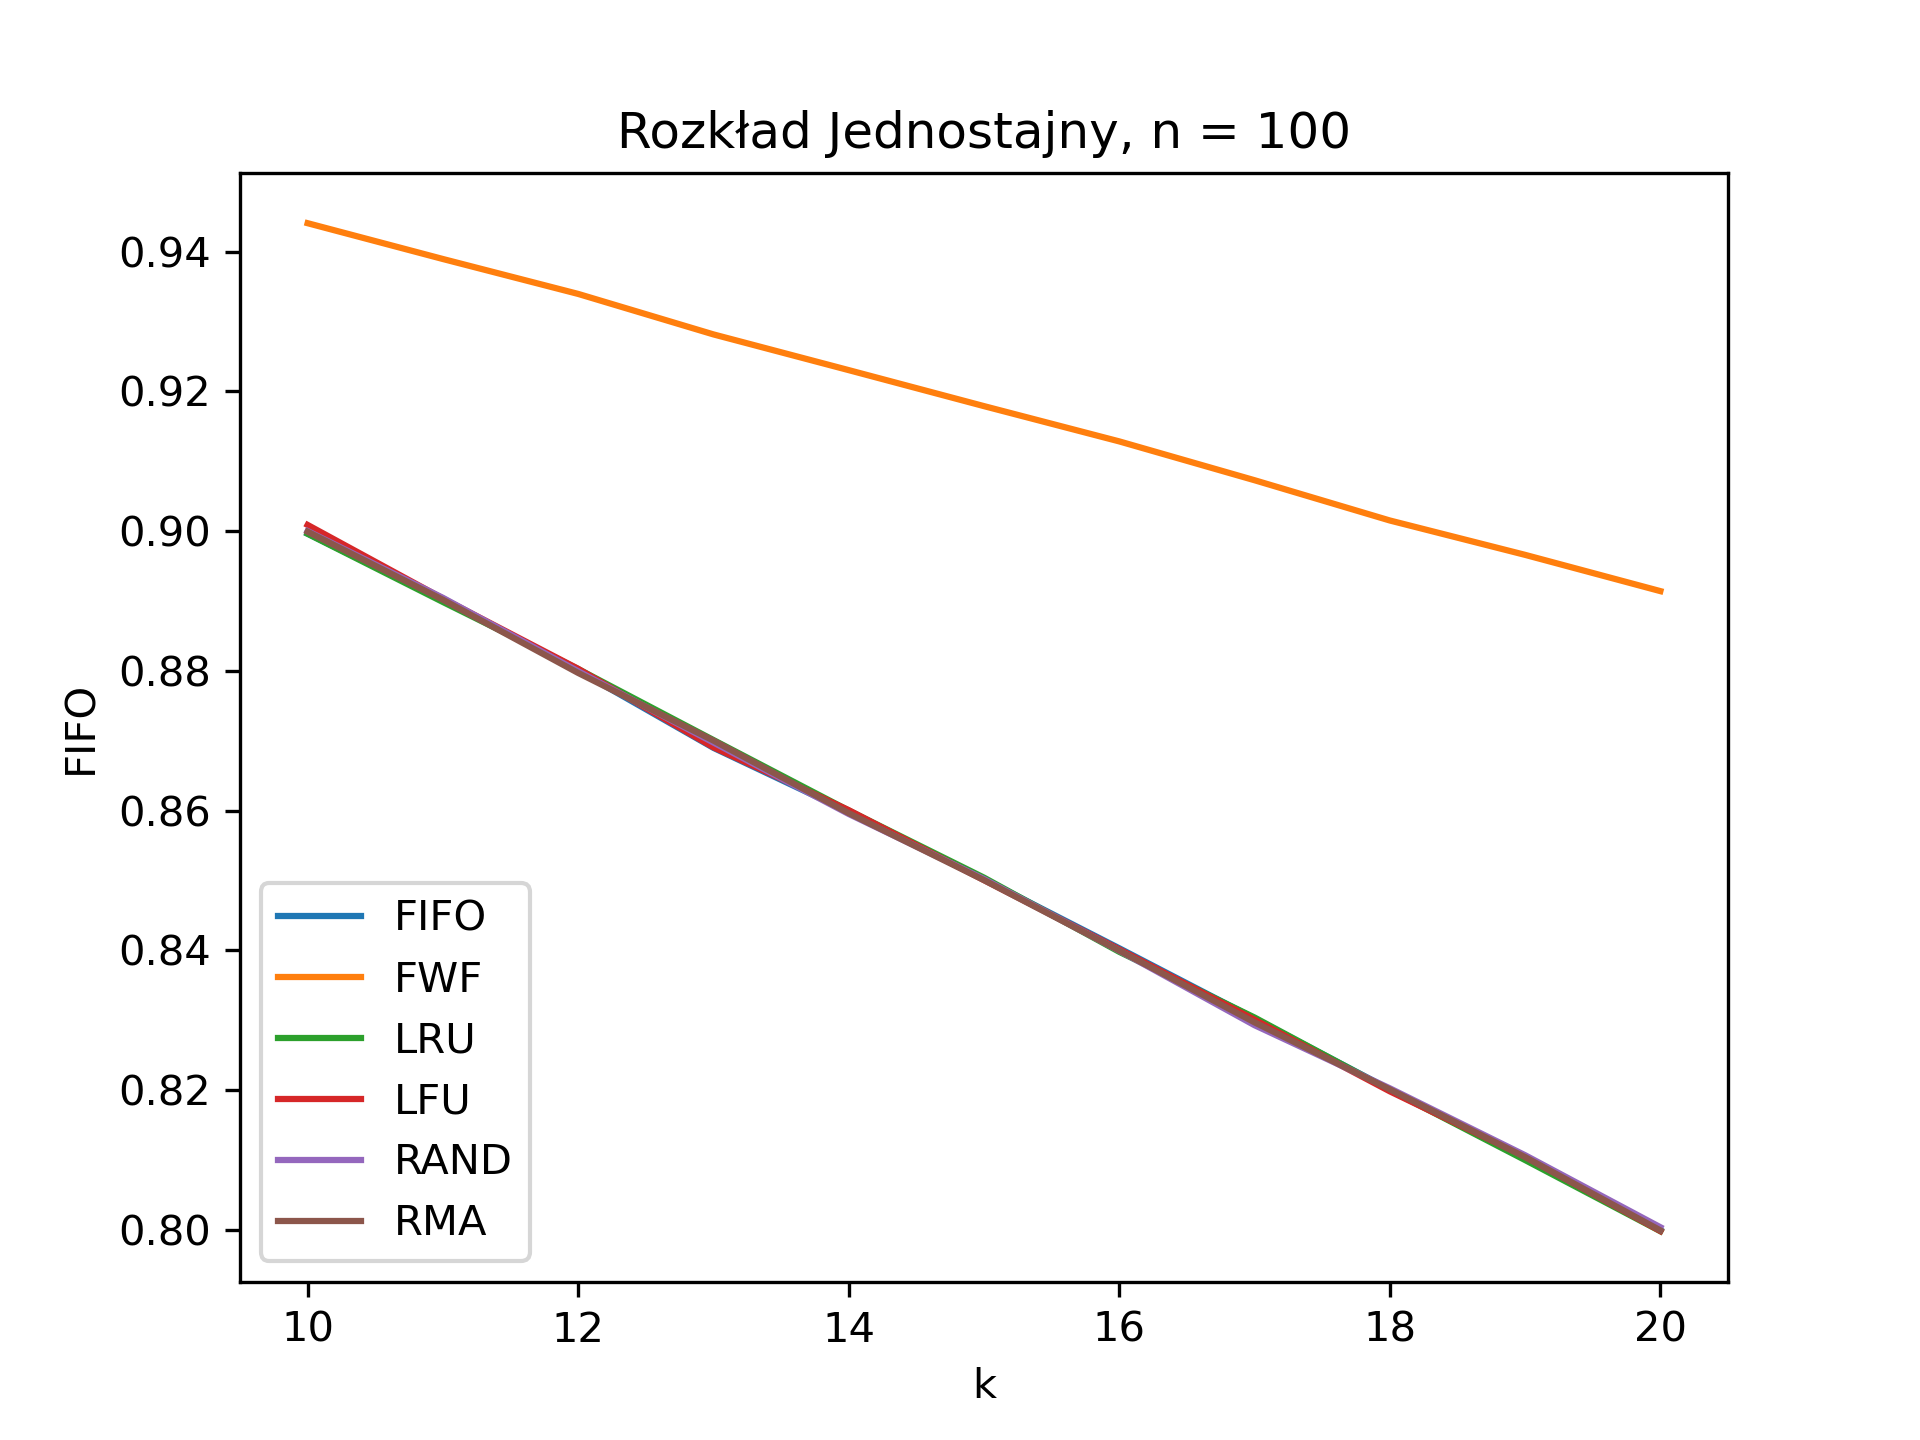 Rozkład Jednostajny, n = 100
0.94
0.92
0.90
0.88
0.86
0.84
0.82
0.80
FIFO
FIFO
FWF
LRU
LFU
RAND
RMA
10 12 14 16 18 20
k